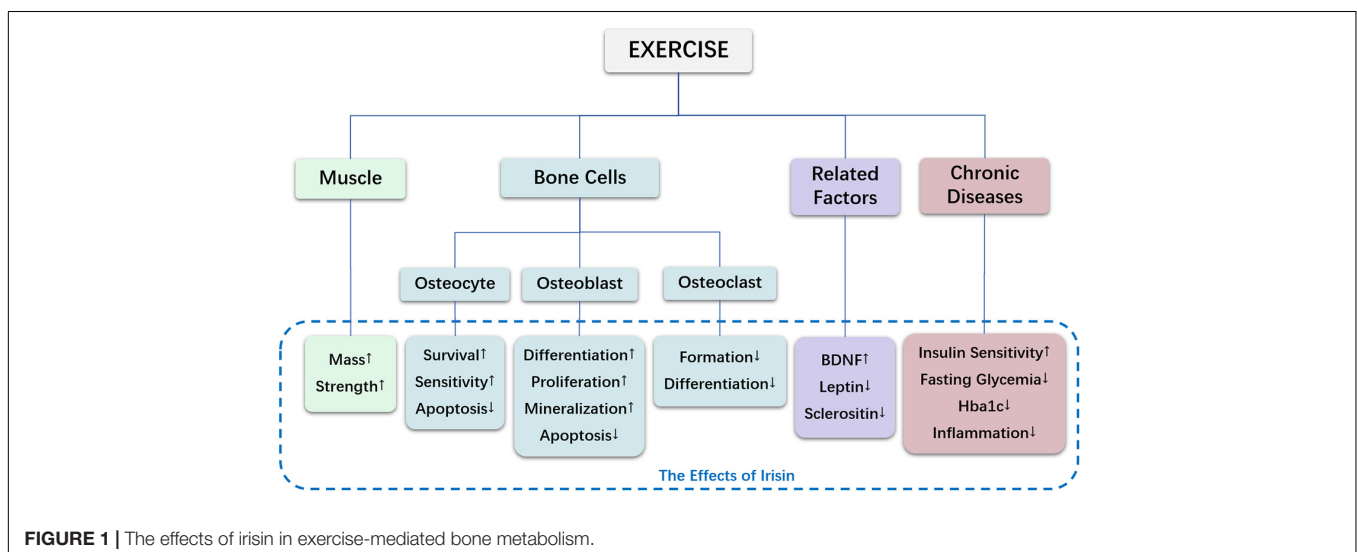 EXERCISE
Muscle
Bone Cells
Related
Factors
Chronic
Diseases
Osteocyte
Osteoblast
Osteoclast
Mass↑
Strength↑
Survival↑
Sensitivity↑
Apoptosis↓
Differentiation↑
Proliferation↑
Mineralization↑
Apoptosis↓
Formation↓
Differentiation↓
BDNF↑
Leptin↓
Sclerositin↓
Insulin Sensitivity↑
Fasting Glycemia↓
Hba1c↓
Inflammation↓
The Effects of Irisin
FIGURE 1 | The effects of irisin in exercise-mediated bone metabolism.